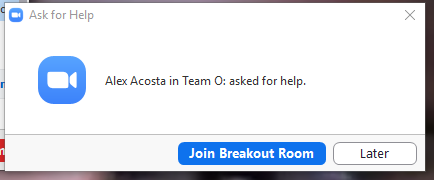 Ask for Help
Alex Acosta in Team O: asked for help.
Join Breakout Room
Later